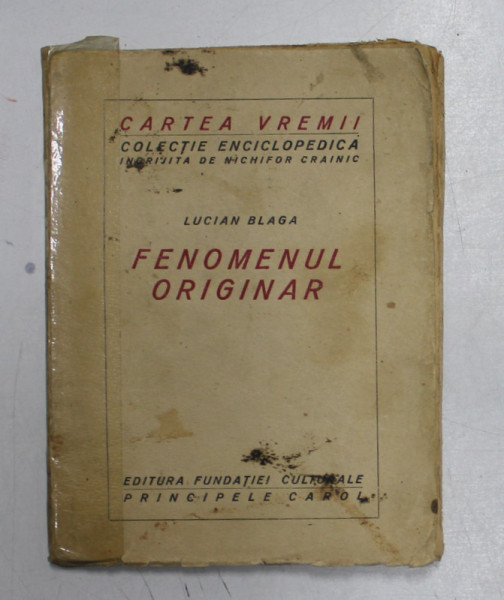 CARTEA VREMII
COLECȚIE ENCICLOPEDICA
INGRIJITA DE NICHIFOR CRAINIC
LUCIAN BLAGA
FENOMENUL
ORIGINAR
EDITURA FUNDAȚIEI CULTURALE
PRINCIPELE CAROL